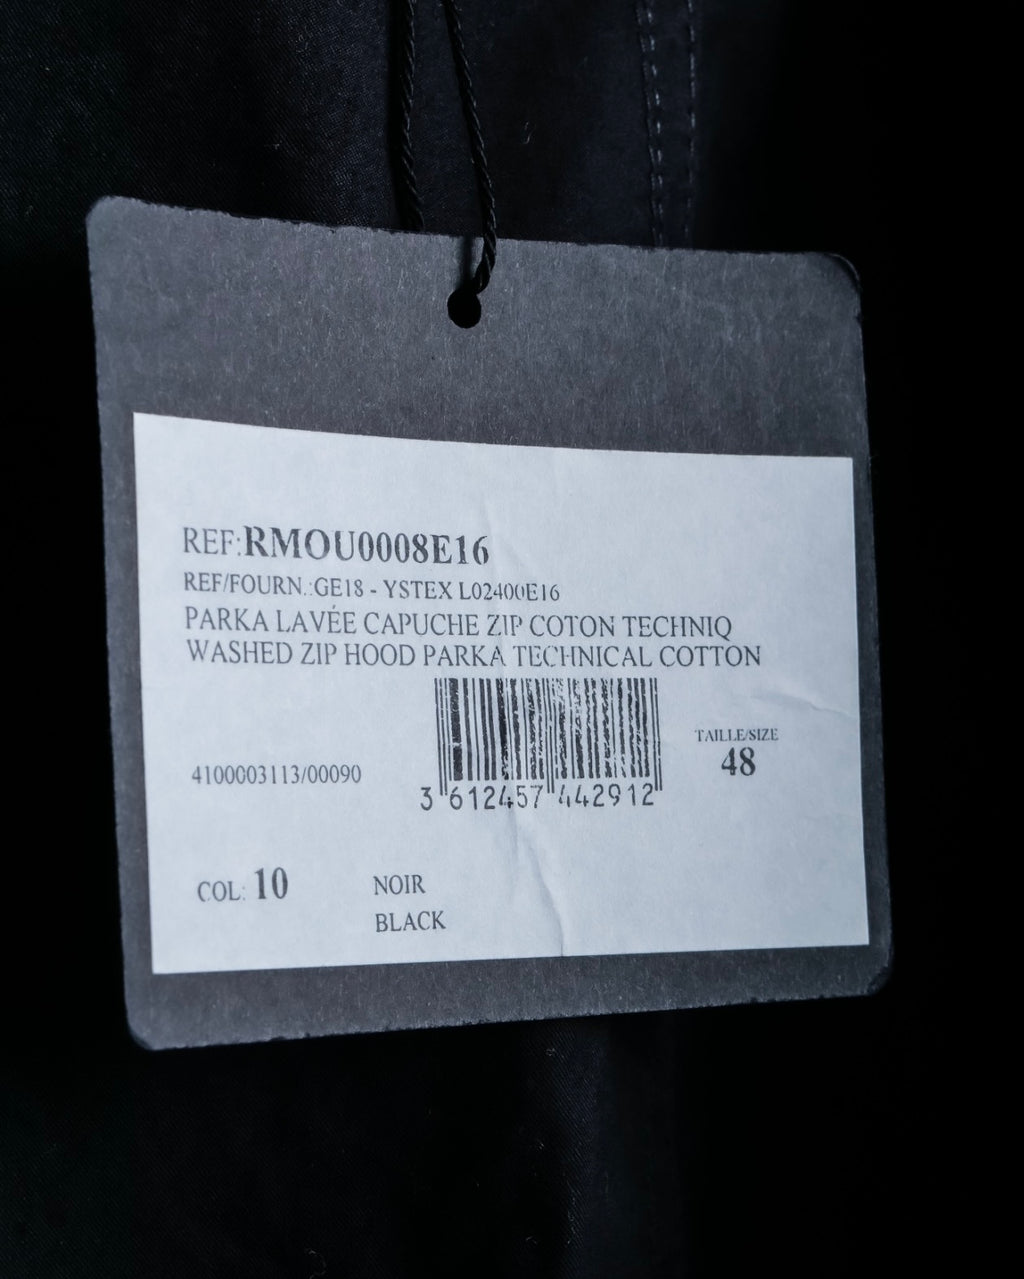 REF:RMOU0008E16
REF/FOURN.:GE18 - YSTEX L02400E16
PARKA LAVÉE CAPUCHE ZIP COTON TECHNIQ
WASHED ZIP HOOD PARKA TECHNICAL COTTON
TAILLE/SIZE
48
4100003113/00090
3 612457 442912
COL: 10 NOIR
BLACK